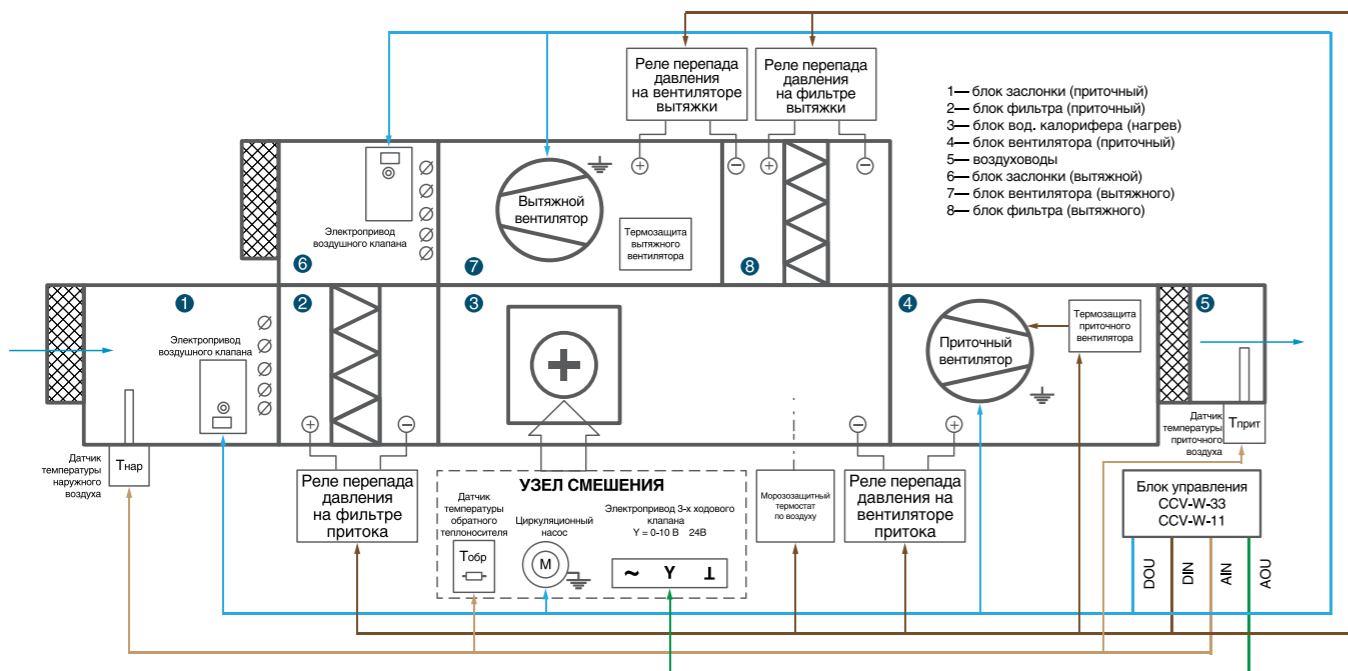 Реле перепада
давления
на вентиляторе
вытяжки
Реле перепада
давления
на фильтре
вытяжки
1— блок заслонки (приточный)
2— блок фильтра (приточный)
3— блок вод. калорифера (нагрев)
4— блок вентилятора (приточный)
5— воздуховоды
6— блок заслонки (вытяжной)
7— блок вентилятора (вытяжного)
8— блок фильтра (вытяжного)
Электропривод
воздушного клапана
6
Вытяжной
вентилятор
7
Термозащита
вытяжного
вентилятора
8
1
Электропривод
воздушного клапана
2
3
4
Приточный
вентилятор
Термозащита
приточного
вентилятора
5
Датчик
температуры
наружного
воздуха
Tнар
Реле перепада
давления
на фильтре
притока
УЗЕЛ СМЕШЕНИЯ
Датчик
температуры
обратного
теплоносителя
Tобр
Циркуляционный
насос
M
Электропривод 3-х ходового
клапана
Y = 0-10 В 24В
~ Y ⊥
Морозозащитный
термостат
по воздуху
Реле перепада
давления на
вентиляторе
притока
Датчик
температуры
приточного
воздуха
Tприт
Блок управления
CCV-W-33
CCV-W-11
DOU
DIN
AIN
AOU